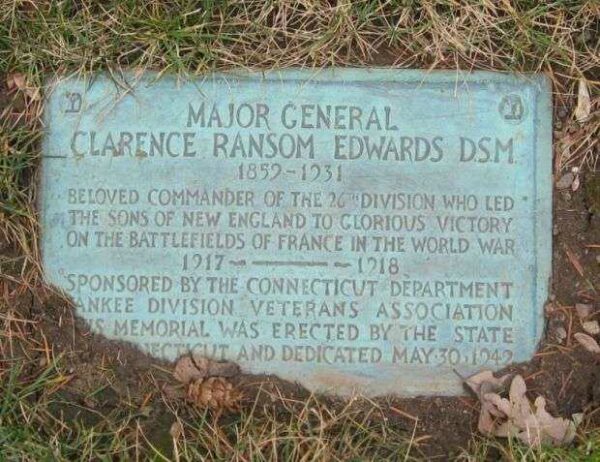 MAJOR GENERAL
CLARENCE RANSOM EDWARDS D.S.M.
1859-1931
BELOVED COMMANDER OF THE 26TH DIVISION WHO LED
THE SONS OF NEW ENGLAND TO GLORIOUS VICTORY
ON THE BATTLEFIELDS OF FRANCE IN THE WORLD WAR
1917 - 1918
SPONSORED BY THE CONNECTICUT DEPARTMENT
ANKEE DIVISION VETERANS ASSOCIATION
IS MEMORIAL WAS ERECTED BY THE STATE
NECTICUT AND DEDICATED MAY 30, 1942